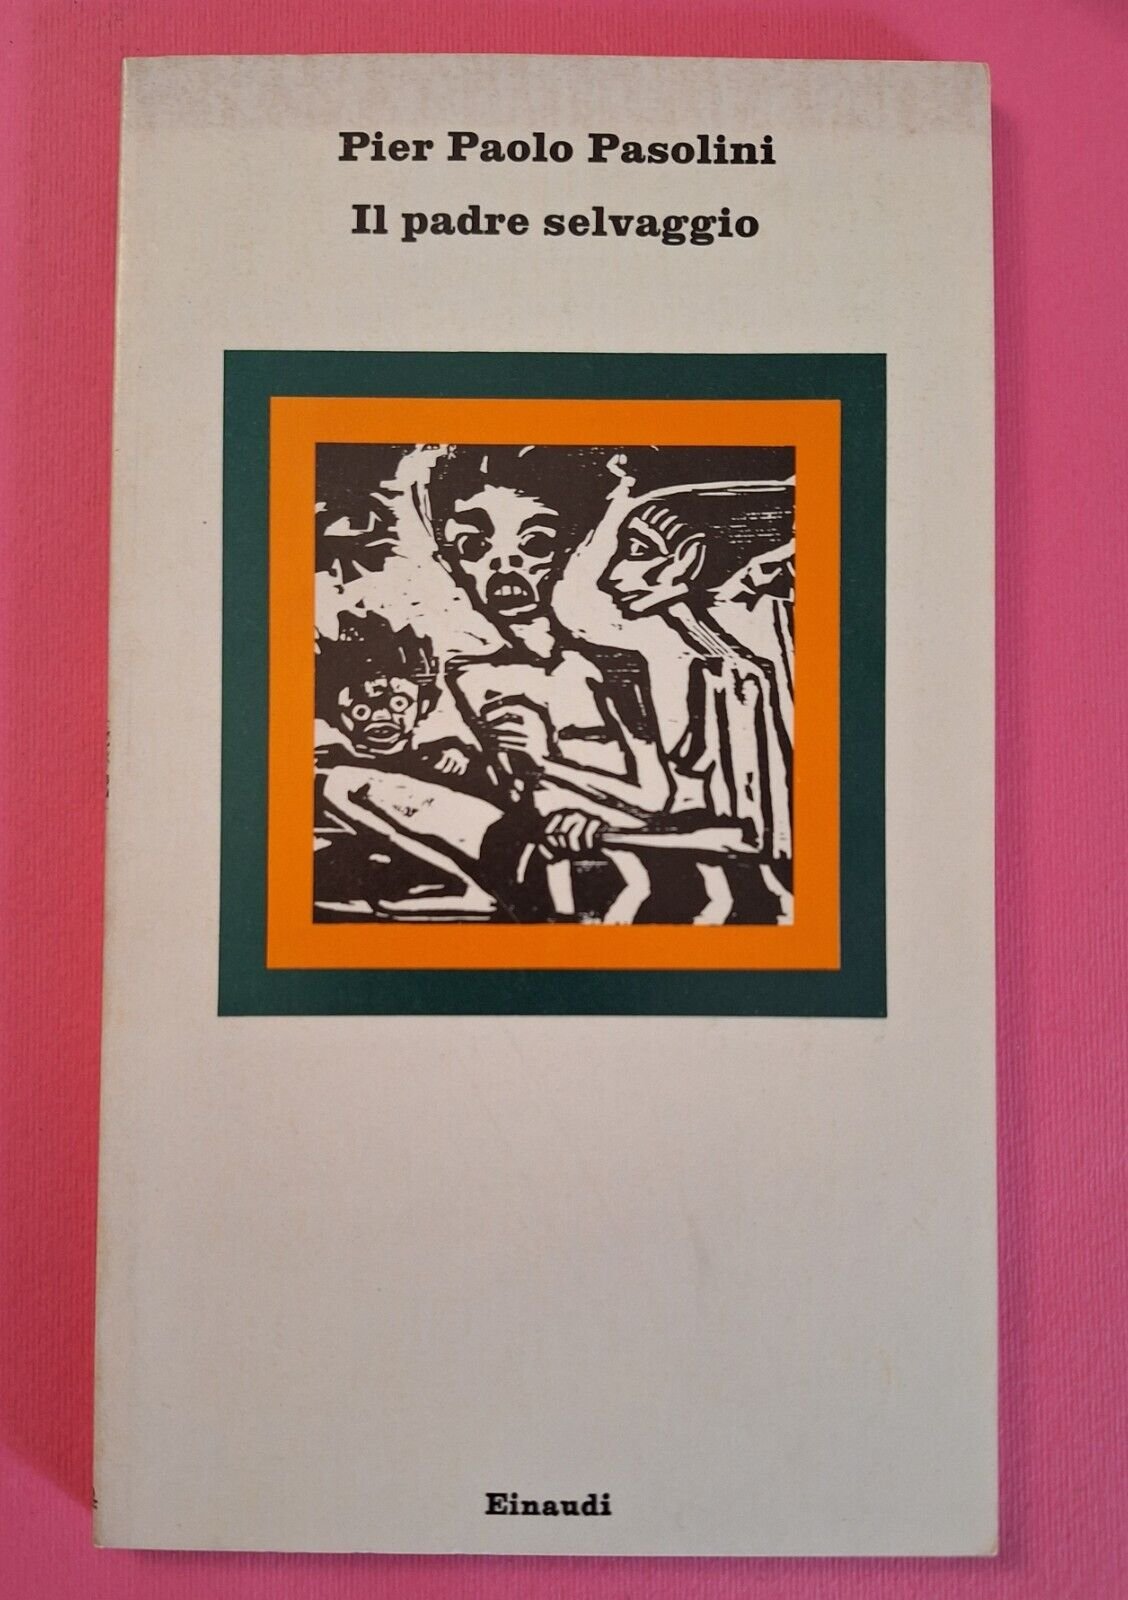 Pier Paolo Pasolini
Il padre selvaggio
Einaudi